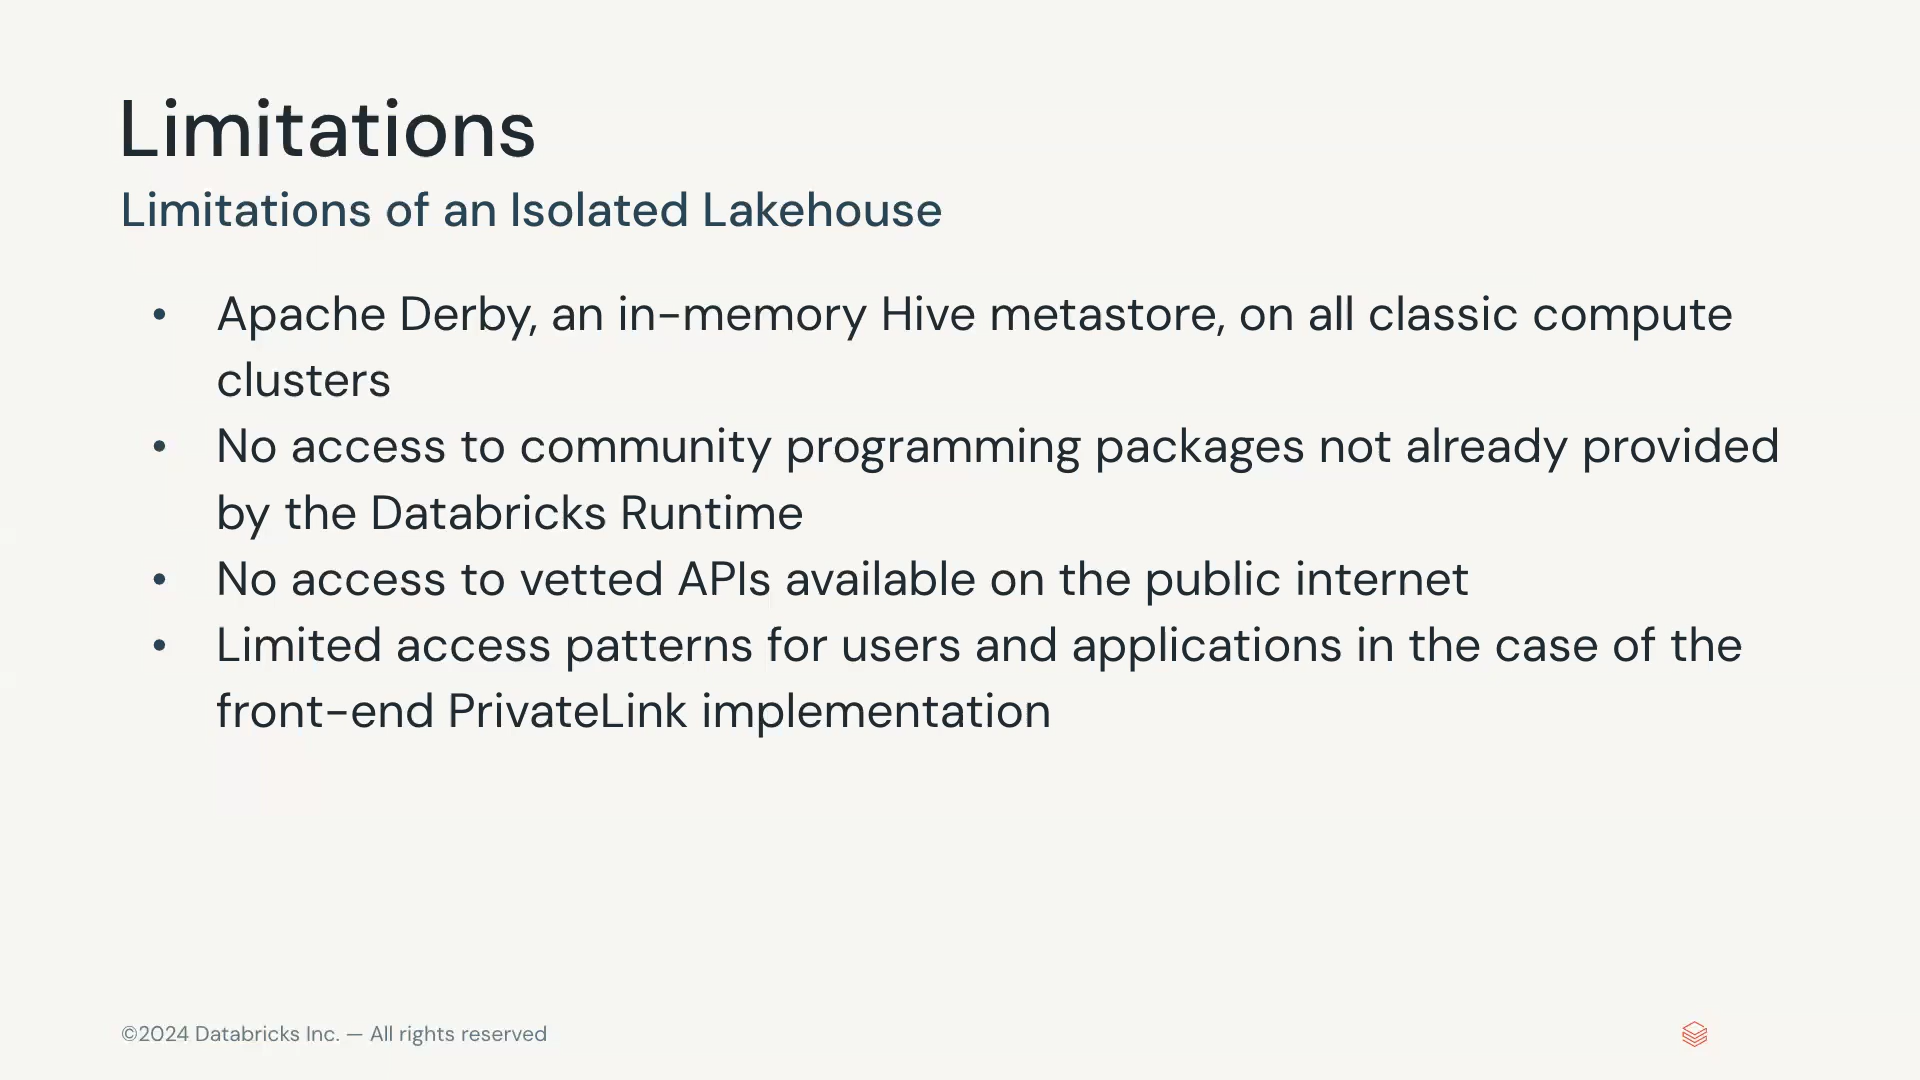 Limitations
Limitations of an Isolated Lakehouse
• Apache Derby, an in-memory Hive metastore, on all classic compute
clusters
• No access to community programming packages not already provided
by the Databricks Runtime
• No access to vetted APIs available on the public internet
• Limited access patterns for users and applications in the case of the
front-end PrivateLink implementation
©2024 Databricks Inc. — All rights reserved